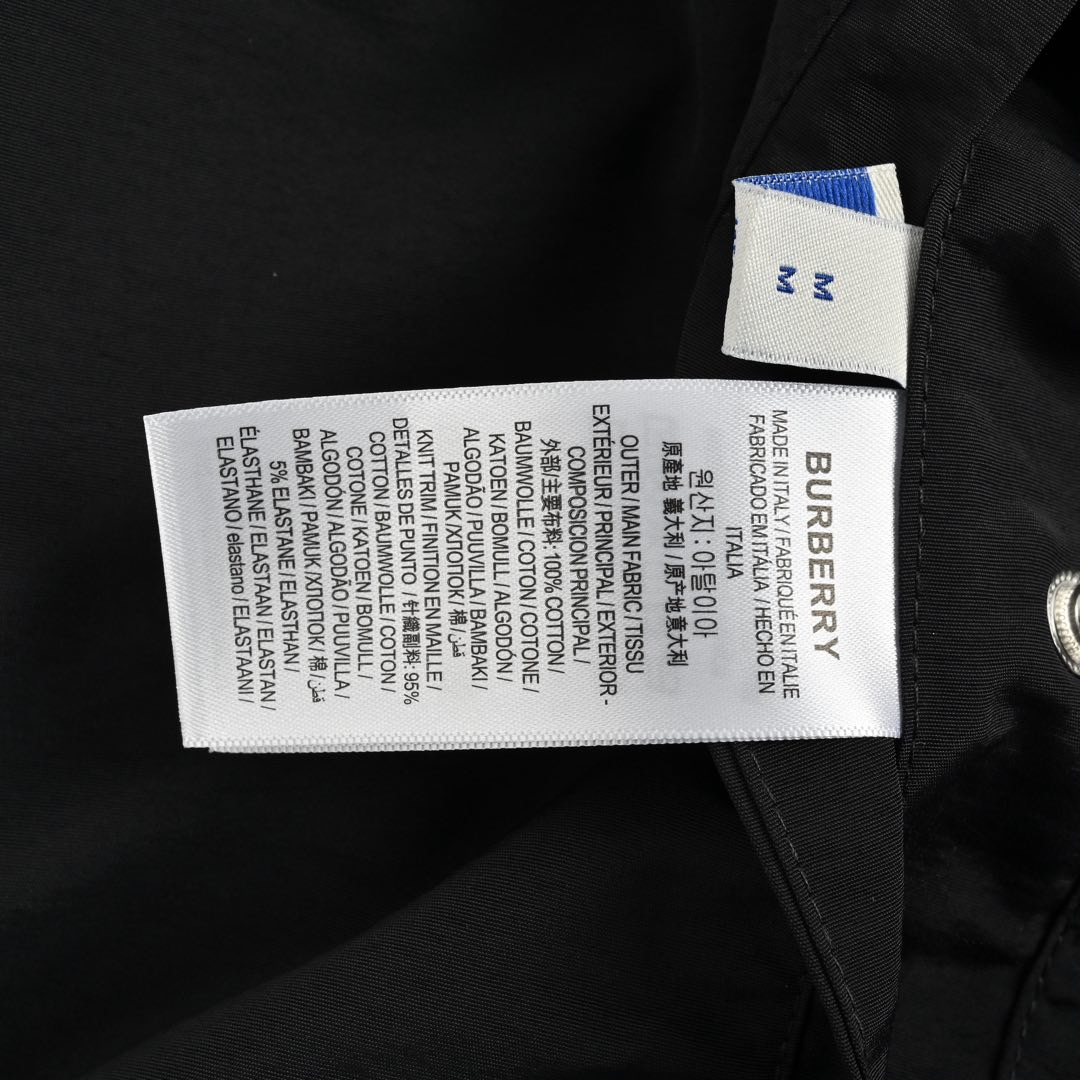 M
M
BURBERRY
MADE IN ITALY / FABRIQUÉ EN ITALIE
FABRICADO EM ITÁLIA / HECHO EN
ITALIA
원산지 : 이탈이아
原產地 義大利 / 原产地意大利
OUTER MAIN FABRIC / TISSU
EXTÉRIEUR / PRINCIPAL / EXTERIOR-
COMPOSICION PRINCIPAL /
外部/主要布料: 100% COTTON /
BAUMWOLLE / COTON / COTONE /
KATOEN / BOMULL / ALGODÓN /
ALGODÃO / PUUVILLA / BAMBAKI /
PAMUK / ХЛОПОК / 棉 / قطن
KNIT TRIM / FINITION EN MAILLE /
DETALLES DE PUNTO / 針織副料: 95%
COTTON / BAUMWOLLE / COTON /
COTONE / KATOEN / BOMULL /
ALGODÓN / ALGODÃO / PUUVILLA /
BAMBAKI / PAMUK / ХЛОПОК / 棉 / قطن
5% ELASTANE / ELASTHAN /
ÉLASTHANE / ELASTAAN / ELASTAN /
ELASTANO / elastano / ELASTAANI /